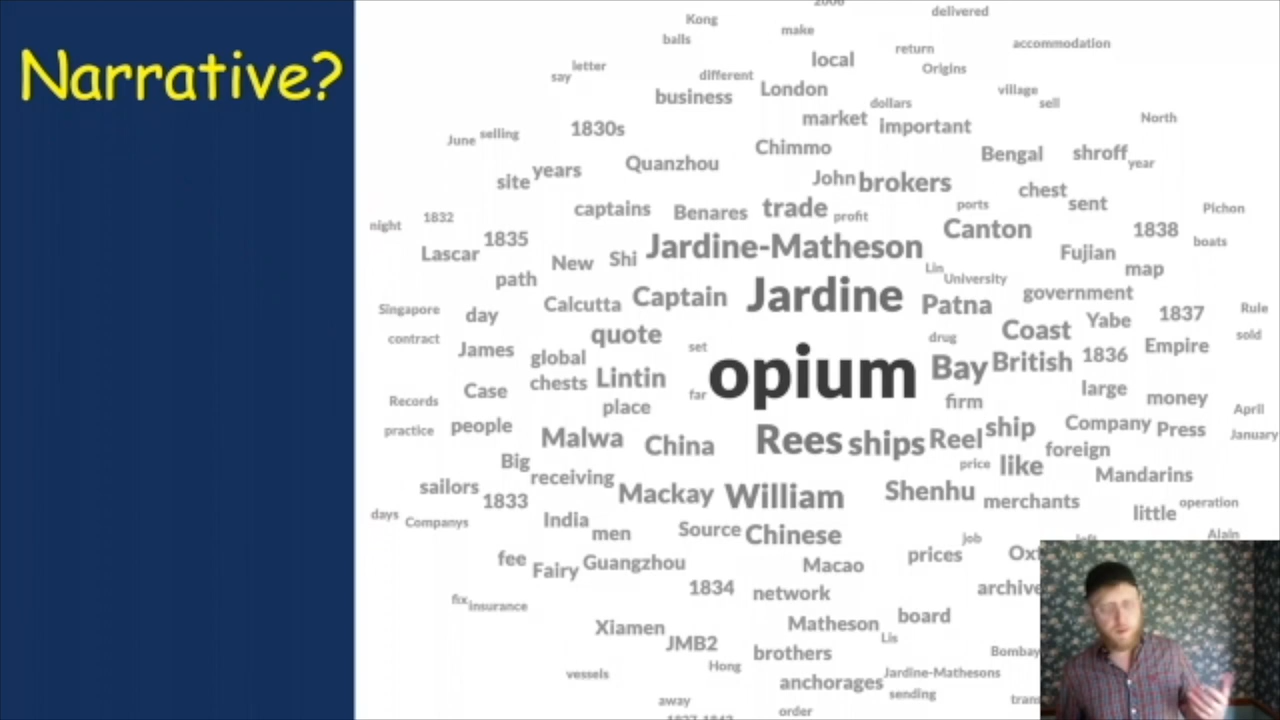 Narrative?
2006
delivered
Kong
make
balls
return
accommodation
local
letter
say
different
Origins
business
London
village
dollars
sell
market
important
North
1830s
June
selling
Chimmo
Bengal
shroff
Quanzhou
year
site
years
John
brokers
chest
captains
Benares
trade
profit
ports
sent
Pichon
night
1832
Canton
1838
1835
Jardine-Matheson
boats
Lascar
New
Shi
Fujian
path
Lin
University
map
Calcutta
Captain
Jardine
Patna
government
Singapore
day
Yabe
1837
Rule
contract
quote
set
drug
Coast
sold
James
global
opium
Bay
British
1836
Empire
Case
chests
Lintin
far
large
money
Records
place
firm
April
practice
people
Malwa
China
Rees
ships
Reel
ship
Company
Press
January
Big
receiving
price
like
foreign
Mandarins
sailors
1833
Mackay
William
Shenhu
merchants
operation
days
Companys
India
men
Source
Chinese
little
fee
Fairy
Guangzhou
Macao
prices
job
Alain
1834
network
fix
insurance
Xiamen
JMB2
Matheson
board
Lis
brothers
Bombay
vessels
Hong
anchorages
Jardine-Mathesons
sending
away
order